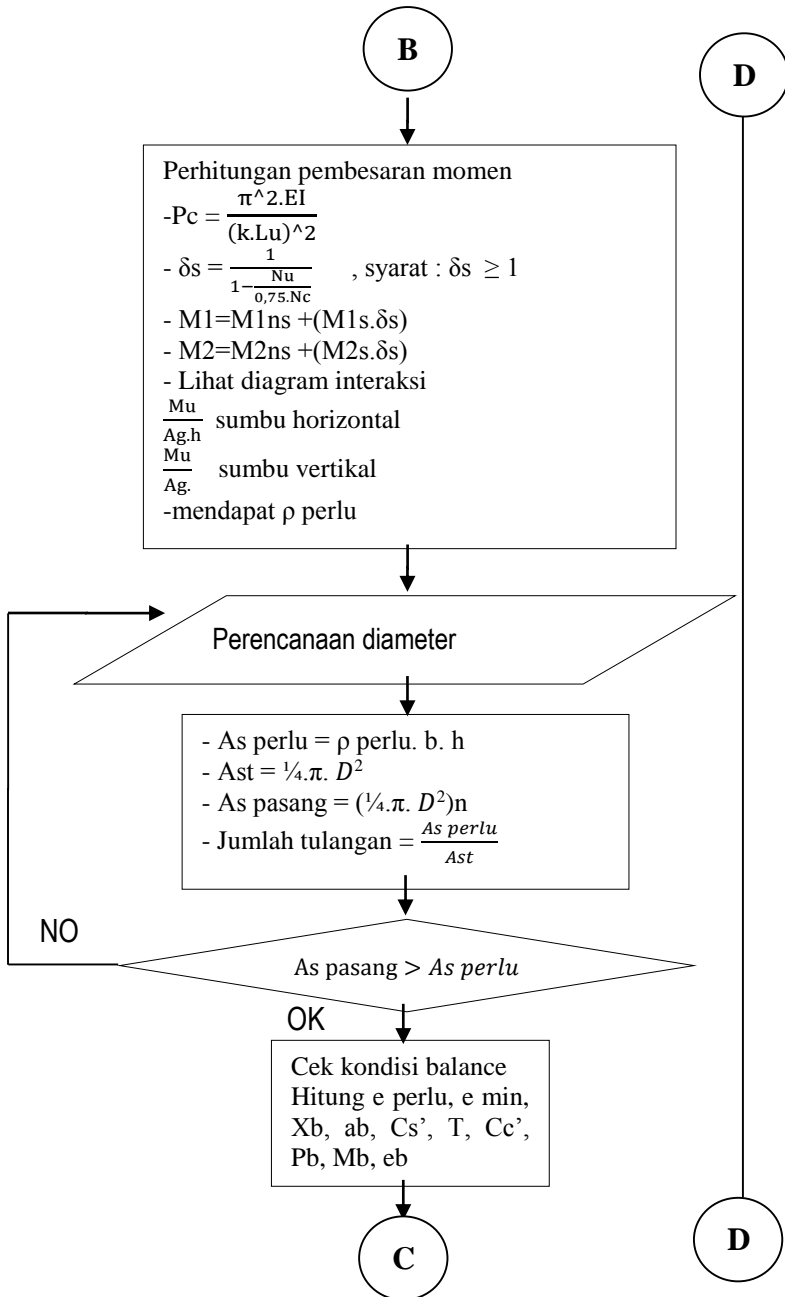 B
D
Perhitungan pembesaran momen
-Pc = π^2.EI / (k.Lu)^2
- δs = 1 / 1−Nu/0,75.Nc , syarat : δs ≥ 1
- M1=M1ns +(M1s.δs)
- M2=M2ns +(M2s.δs)
- Lihat diagram interaksi
Mu/Ag.h sumbu horizontal
Mu/Ag. sumbu vertikal
-mendapat ρ perlu
Perencanaan diameter
- As perlu = ρ perlu. b. h
- Ast = ¼.π. D²
- As pasang = (¼.π. D²)n
- Jumlah tulangan = As perlu / Ast
NO
As pasang > As perlu
OK
Cek kondisi balance
Hitung e perlu, e min,
Xb, ab, Cs’, T, Cc’,
Pb, Mb, eb
C
D